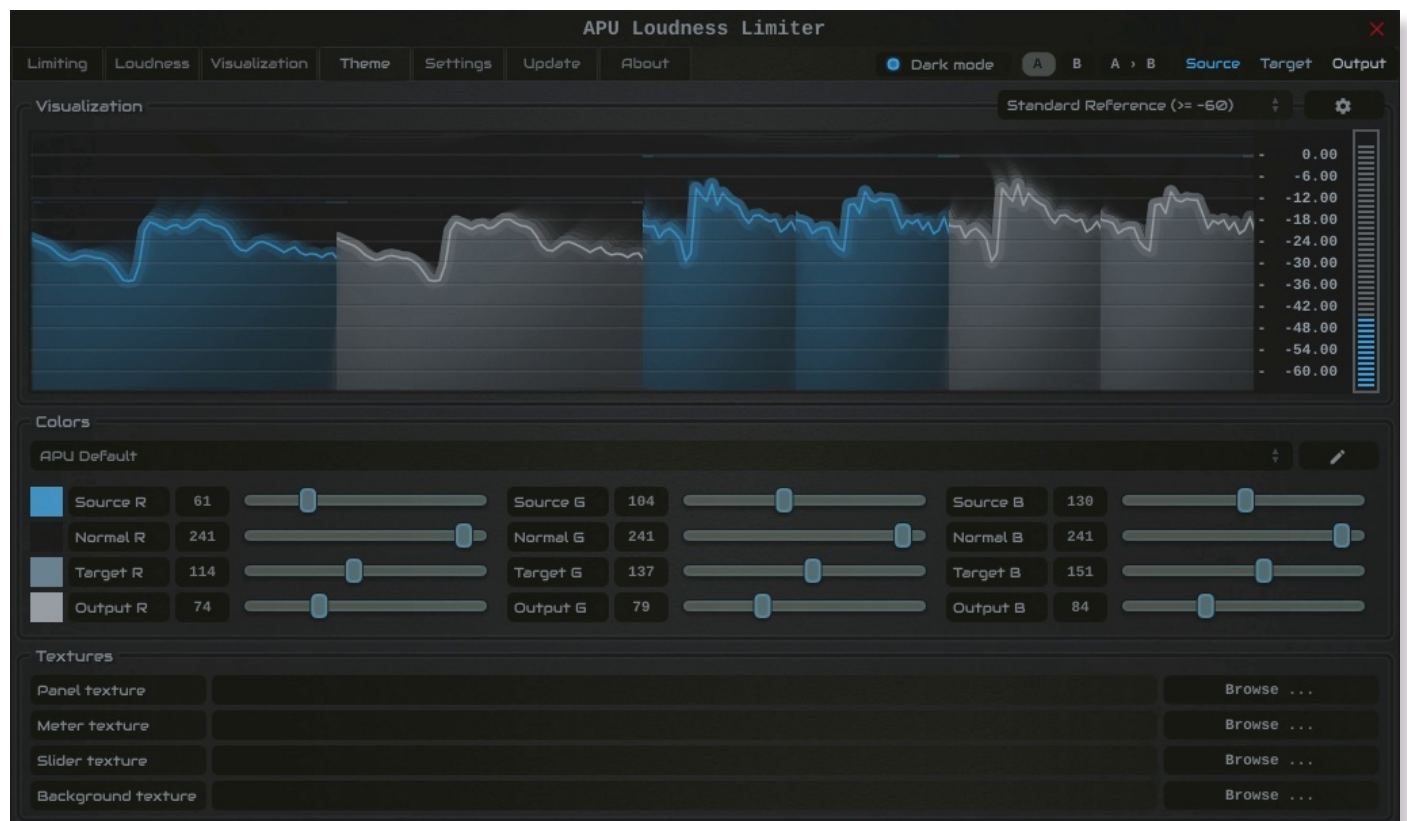 APU Loudness Limiter
Limiting Loudness Visualization Theme Settings Update About Dark mode A B A › B Source Target Output
Visualization Standard Reference (>= -60)
- 0.00
- -6.00
- -12.00
- -18.00
- -24.00
- -30.00
- -36.00
- -42.00
- -48.00
- -54.00
- -60.00
Colors
APU Default
Source R 61 Source G 104 Source B 130
Normal R 241 Normal G 241 Normal B 241
Target R 114 Target G 137 Target B 151
Output R 74 Output G 79 Output B 84
Textures
Panel texture Browse ...
Meter texture Browse ...
Slider texture Browse ...
Background texture Browse ...